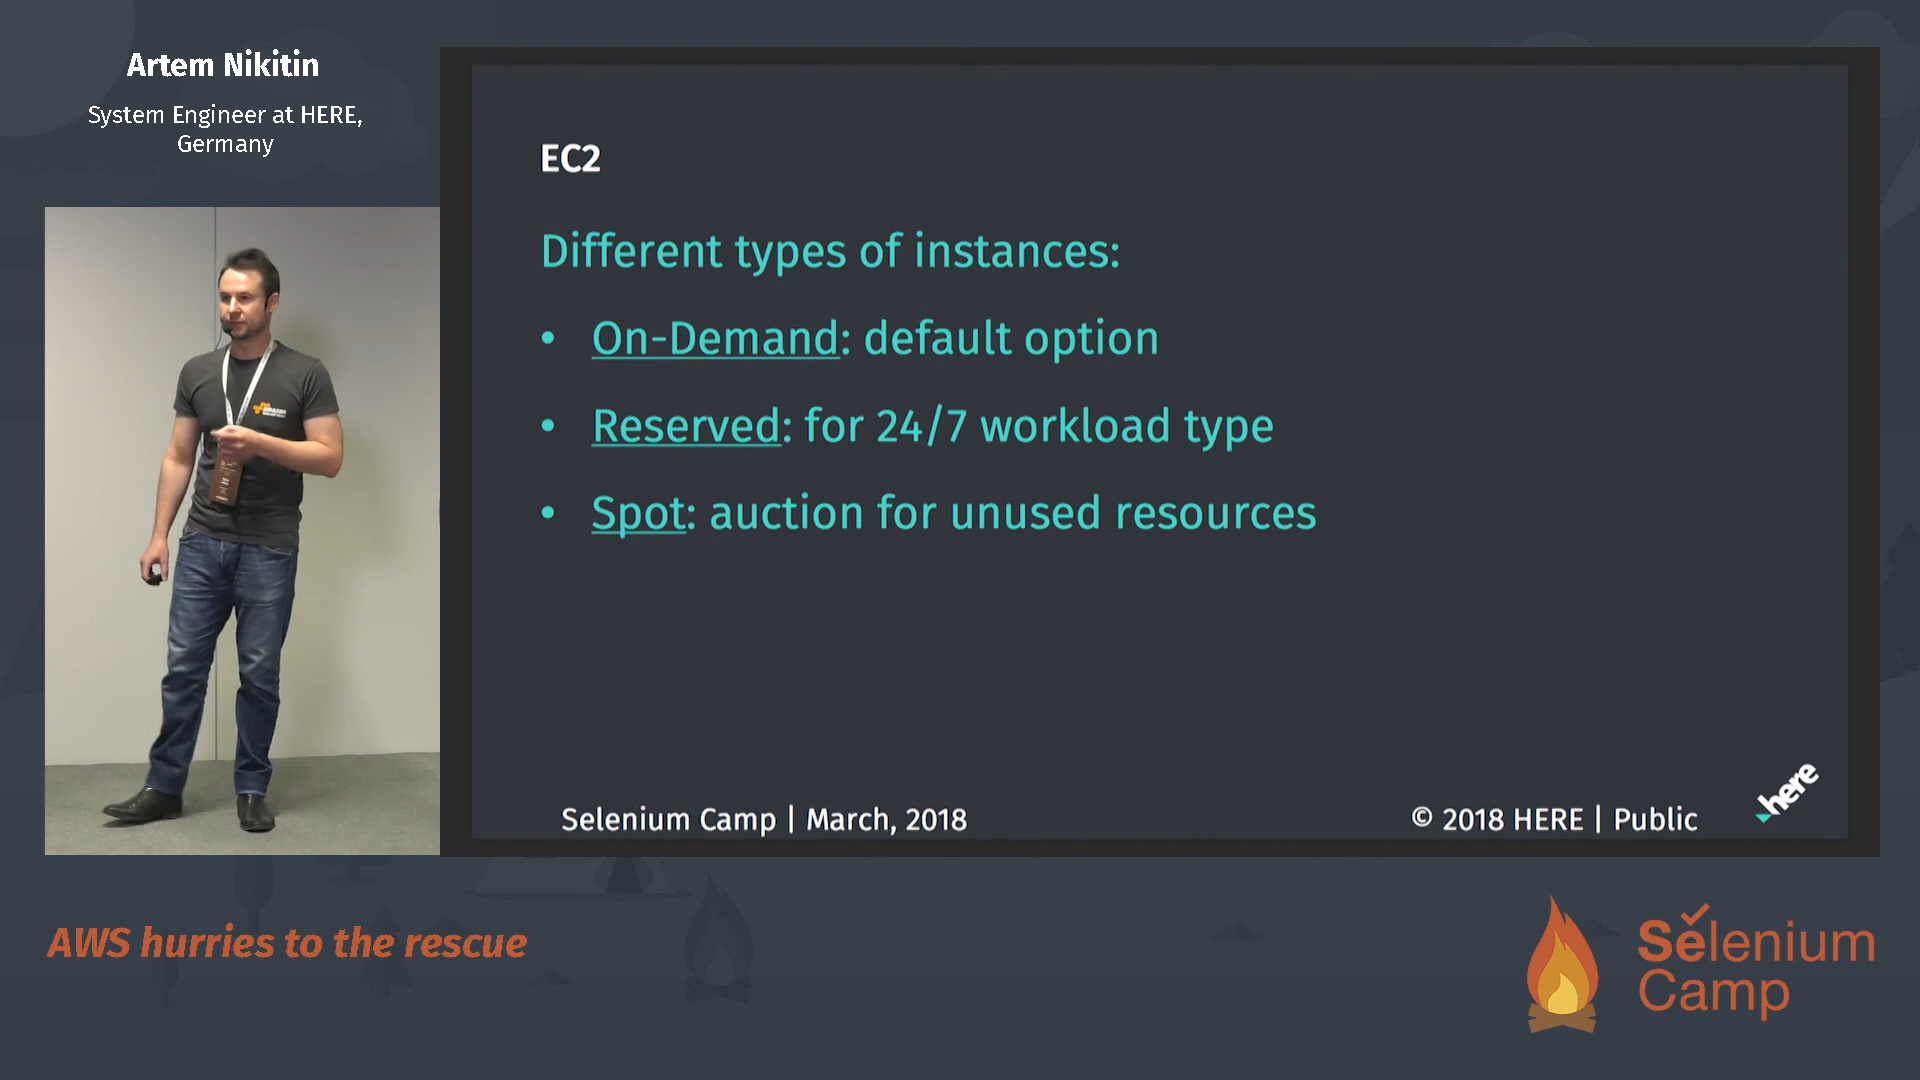 Artem Nikitin
System Engineer at HERE,
Germany
EC2
Different types of instances:
• On-Demand: default option
• Reserved: for 24/7 workload type
• Spot: auction for unused resources
Selenium Camp | March, 2018
© 2018 HERE | Public
here
AWS hurries to the rescue
Selenium
Camp